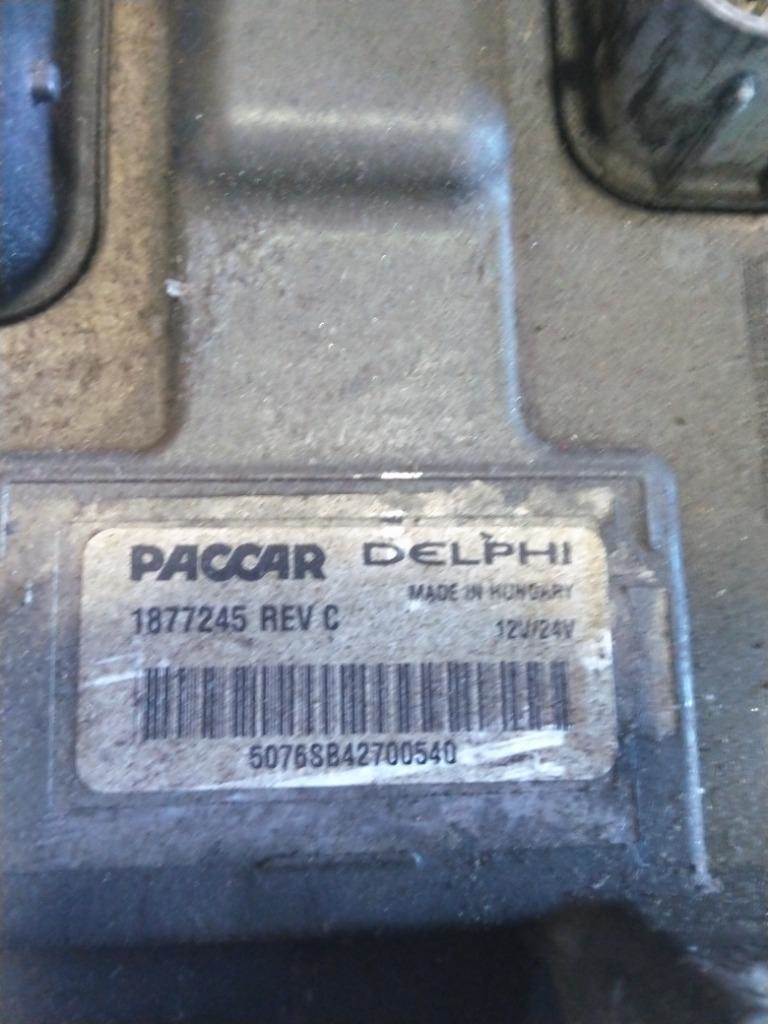 PACCAR DELPHI
MADE IN HUNGARY
1877245 REV C
12V/24V
5076SB42700540